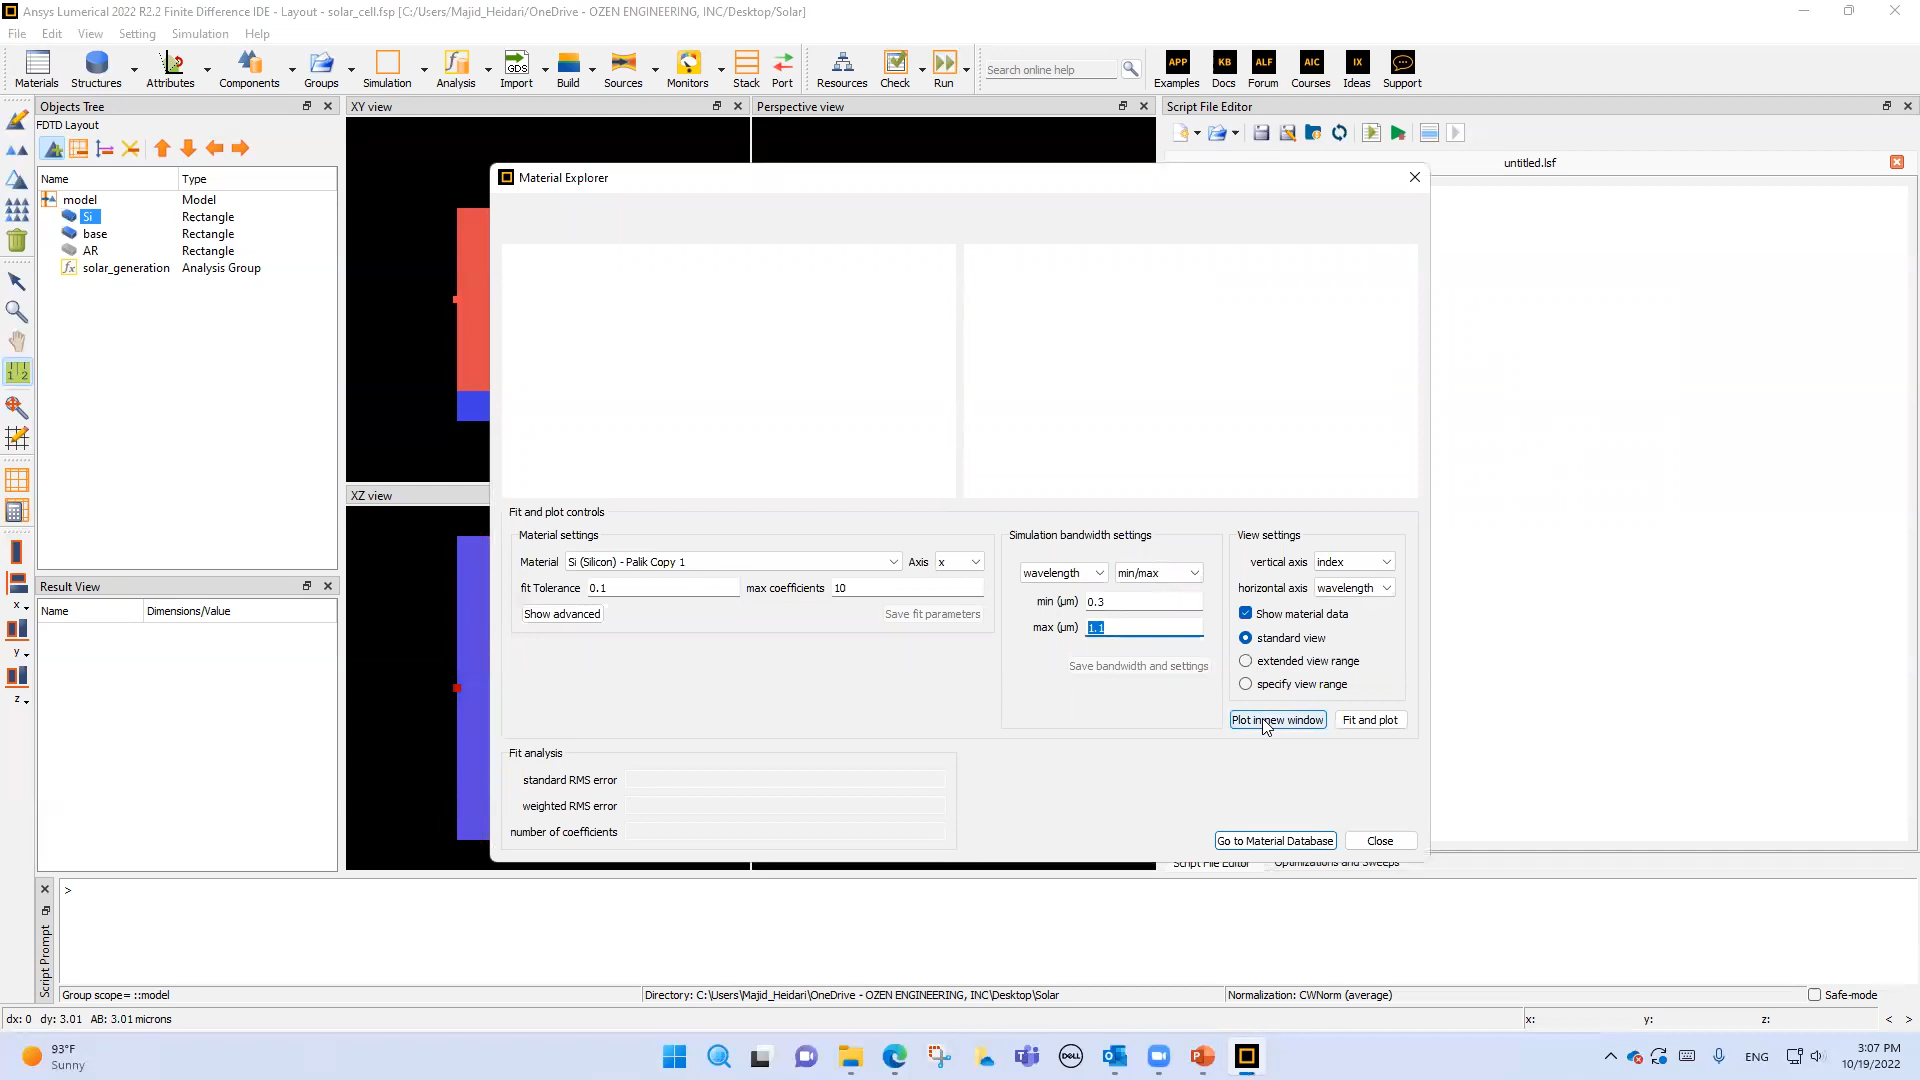 Ansys Lumerical 2022 R2.2 Finite Difference IDE - Layout - solar_cell.fsp [C:/Users/Majid_Heidari/OneDrive - OZEN ENGINEERING, INC/Desktop/Solar]
File Edit View Setting Simulation Help
Materials Structures Attributes Components Groups Simulation Analysis GDS Import Build Sources Monitors Stack Port Resources Check Run Search online help APP Examples KB Docs ALF Forum AIC Courses IX Ideas Support
Objects Tree XY view Perspective view Script File Editor
FDTD Layout
untitled.lsf
Name Type
model Model
Si Rectangle
base Rectangle
AR Rectangle
fx solar_generation Analysis Group
Material Explorer
XZ view
Fit and plot controls
Material settings
Material Si (Silicon) - Palik Copy 1 Axis x
fit Tolerance 0.1 max coefficients 10
Show advanced Save fit parameters
Simulation bandwidth settings
wavelength min/max
min (µm) 0.3
max (µm) 1.1
Save bandwidth and settings
View settings
vertical axis index
horizontal axis wavelength
Show material data
standard view
extended view range
specify view range
Plot in new window Fit and plot
Fit analysis
standard RMS error
weighted RMS error
number of coefficients
Go to Material Database Close
Result View
Name Dimensions/Value
x
y
z
Script File Editor Optimizations and Sweeps
>
Script Prompt
Group scope= ::model Directory: C:\Users\Majid_Heidari\OneDrive - OZEN ENGINEERING, INC\Desktop\Solar Normalization: CWNorm (average) Safe-mode
dx: 0 dy: 3.01 AB: 3.01 microns x: y: z: < >
93°F
Sunny
DELL
ENG
3:07 PM
10/19/2022